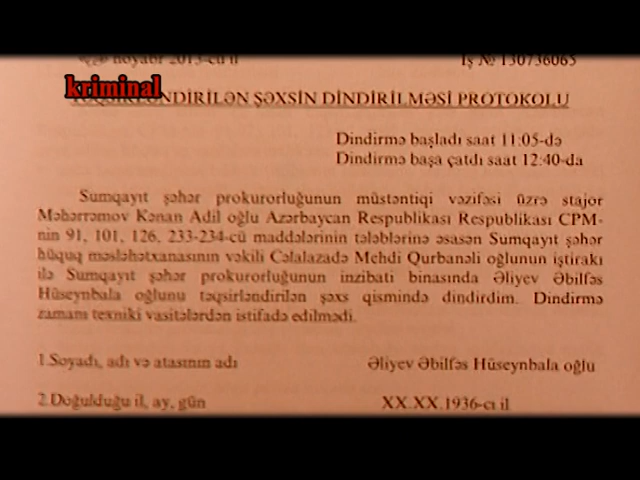 noyabr 2013-cü il
İş № 130736065
kriminal
TƏQSİRLƏNDİRİLƏN ŞƏXSİN DİNDİRİLMƏSİ PROTOKOLU
Dindirmə başladı saat 11:05-də
Dindirmə başa çatdı saat 12:40-da
Sumqayıt şəhər prokurorluğunun müstəntiqi vəzifəsi üzrə stajor
Məhərrəmov Kənan Adil oğlu Azərbaycan Respublikası Respublikası CPM-
nin 91, 101, 126, 233-234-cü maddələrinin tələblərinə əsasən Sumqayıt şəhər
hüquq məsləhətxanasının vəkili Cəlalazadə Mehdi Qurbanəli oğlunun iştirakı
ilə Sumqayıt şəhər prokurorluğunun inzibati binasında Əliyev Əbilfəs
Hüseynbala oğlunu təqsirləndirilən şəxs qismində dindirdim. Dindirmə
zamanı texniki vasitələrdən istifadə edilmədi.
1.Soyadı, adı və atasının adı
Əliyev Əbilfəs Hüseynbala oğlu
2.Doğulduğu il, ay, gün
XX.XX.1936-cı il